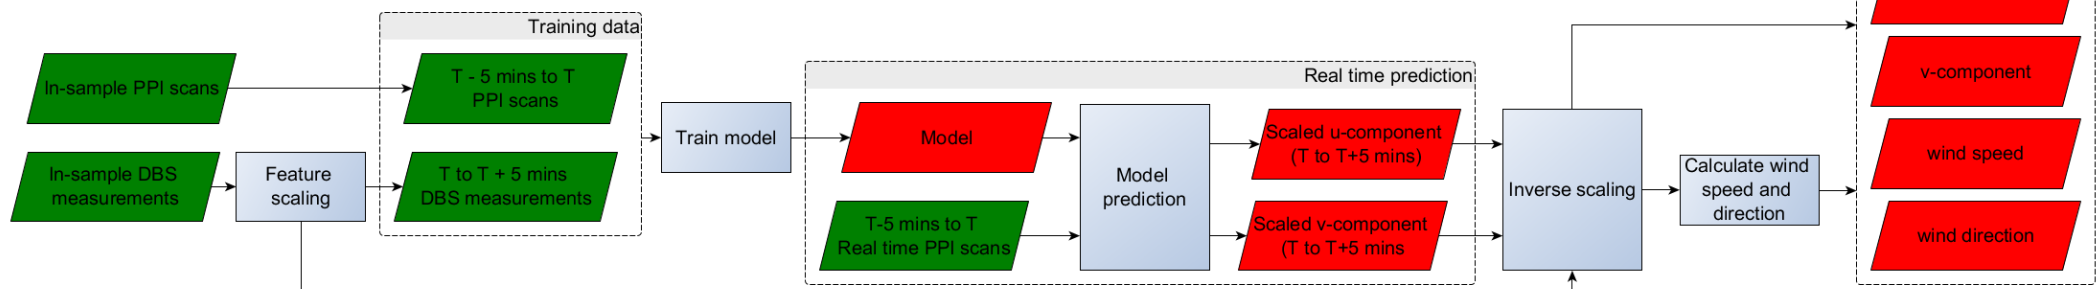 Training data
In-sample PPI scans
T - 5 mins to T
PPI scans
In-sample DBS
measurements
Feature
scaling
T to T + 5 mins
DBS measurements
Train model
Real time prediction
Model
T-5 mins to T
Real time PPI scans
Model
prediction
Scaled u-component
(T to T+5 mins)
Scaled v-component
(T to T+5 mins
Inverse scaling
Calculate wind
speed and
direction
v-component
wind speed
wind direction